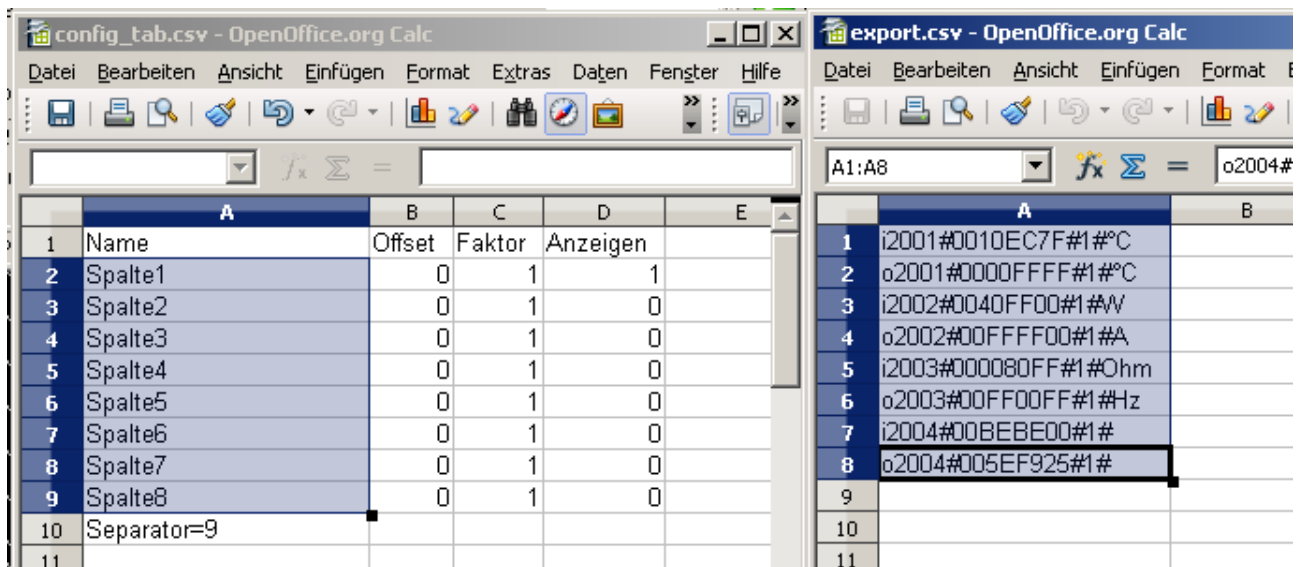 config_tab.csv - OpenOffice.org Calc
Datei Bearbeiten Ansicht Einfügen Format Extras Daten Fenster Hilfe
A B C D E
1 Name Offset Faktor Anzeigen
2 Spalte1 0 1 1
3 Spalte2 0 1 0
4 Spalte3 0 1 0
5 Spalte4 0 1 0
6 Spalte5 0 1 0
7 Spalte6 0 1 0
8 Spalte7 0 1 0
9 Spalte8 0 1 0
10 Separator=9
11
export.csv - OpenOffice.org Calc
Datei Bearbeiten Ansicht Einfügen Format
A1:A8 o2004#
A B
1 i2001#0010EC7F#1#°C
2 o2001#0000FFFF#1#°C
3 i2002#0040FF00#1#W
4 o2002#00FFFF00#1#A
5 i2003#000080FF#1#Ohm
6 o2003#00FF00FF#1#Hz
7 i2004#00BEBE00#1#
8 o2004#005EF925#1#
9
10
11